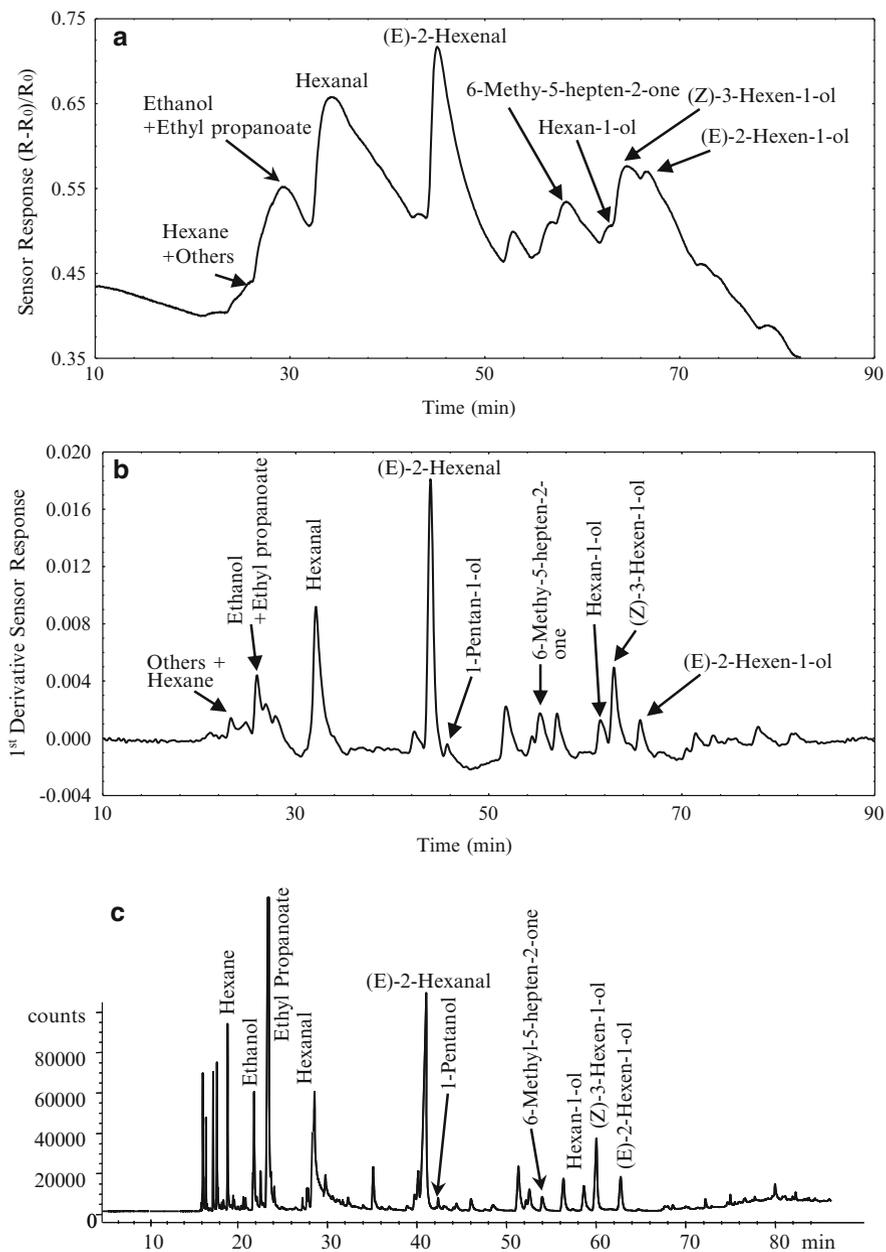 a
0.75
0.65
0.55
0.45
0.35
Sensor Response (R-R0)/R0)
(E)-2-Hexenal
Hexanal
Ethanol
+Ethyl propanoate
Hexane
+Others
6-Methy-5-hepten-2-one
Hexan-1-ol
(Z)-3-Hexen-1-ol
(E)-2-Hexen-1-ol
10 30 50 70 90
Time (min)
b
0.020
0.016
0.012
0.008
0.004
0.000
-0.004
1st Derivative Sensor Response
(E)-2-Hexenal
Others +
Hexane
Ethanol
+Ethyl propanoate
Hexanal
1-Pentan-1-ol
6-Methy-5-hepten-2-
one
Hexan-1-ol
(Z)-3-Hexen-1-ol
(E)-2-Hexen-1-ol
10 30 50 70 90
Time (min)
c
counts
80000
60000
40000
20000
0
Hexane
Ethanol
Ethyl Propanoate
Hexanal
(E)-2-Hexanal
1-Pentanol
6-Methyl-5-hepten-2-one
Hexan-1-ol
(Z)-3-Hexen-1-ol
(E)-2-Hexen-1-ol
10 20 30 40 50 60 70 80 min